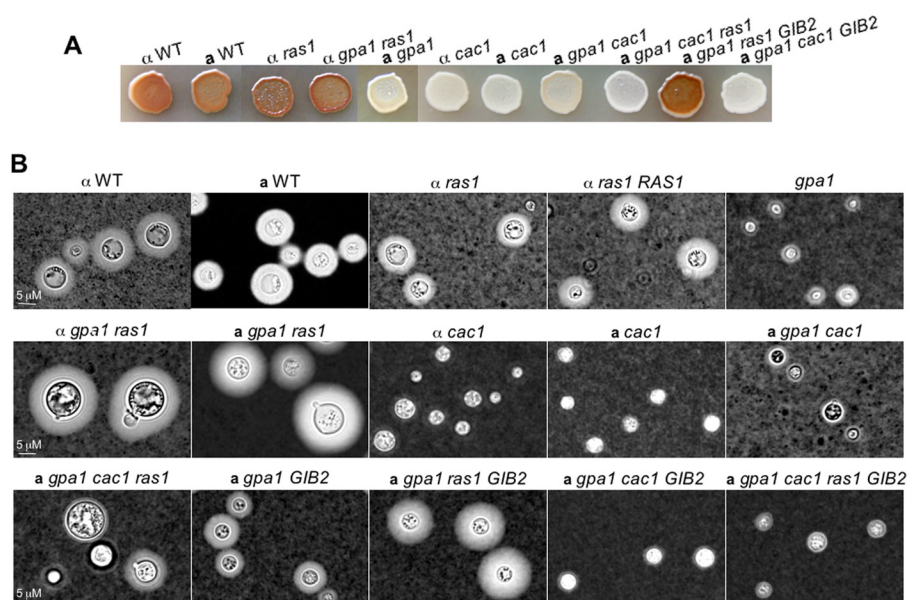 A
α WT
a WT
α ras1
α gpa1 ras1
a gpa1
α cac1
a cac1
a gpa1 cac1
a gpa1 cac1 ras1
a gpa1 ras GIB2
a gpa1 cac1 GIB2
B
α WT a WT α ras1 α ras1 RAS1 gpa1
5 µM
α gpa1 ras1 a gpa1 ras1 α cac1 a cac1 a gpa1 cac1
5 µM
a gpa1 cac1 ras1 a gpa1 GIB2 a gpa1 ras1 GIB2 a gpa1 cac1 GIB2 a gpa1 cac1 ras1 GIB2
5 µM